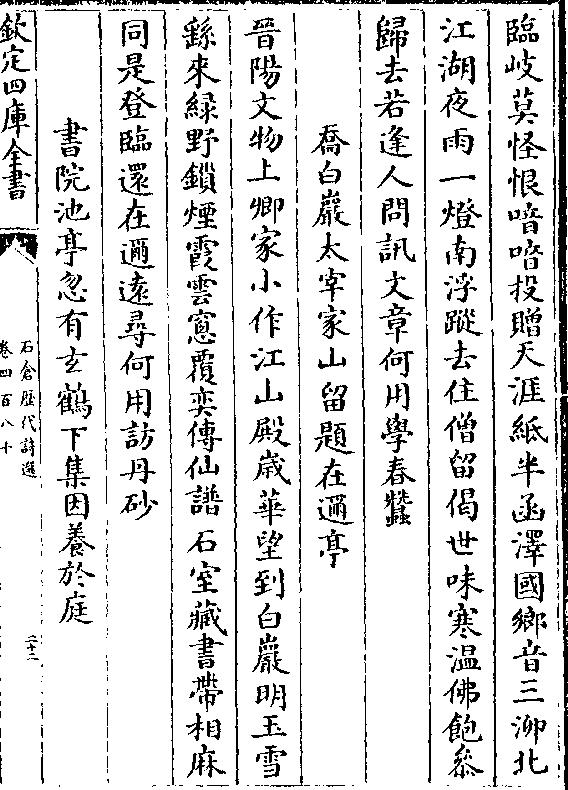 臨岐莫怪恨喑喑投贈天涯紙半函澤國鄉音三泖北
江湖夜雨一燈南浮蹤去住僧留偈世味寒温佛飽叅
歸去若逢人問訊文章何用學春蠶
喬白巖太宰家山留題在邇亭
晉陽文物上卿家小作江山殿嵗華望到白巖明玉雪
繇來綠野鎖煙霞雲窓覆奕傳仙譜石室藏書帶相麻
同是登臨還在邇遠尋何用訪丹砂
書院池亭忽有玄鶴下集因養於庭
欽定四庫全書
石倉歴代詩選
卷四百八十
二十二